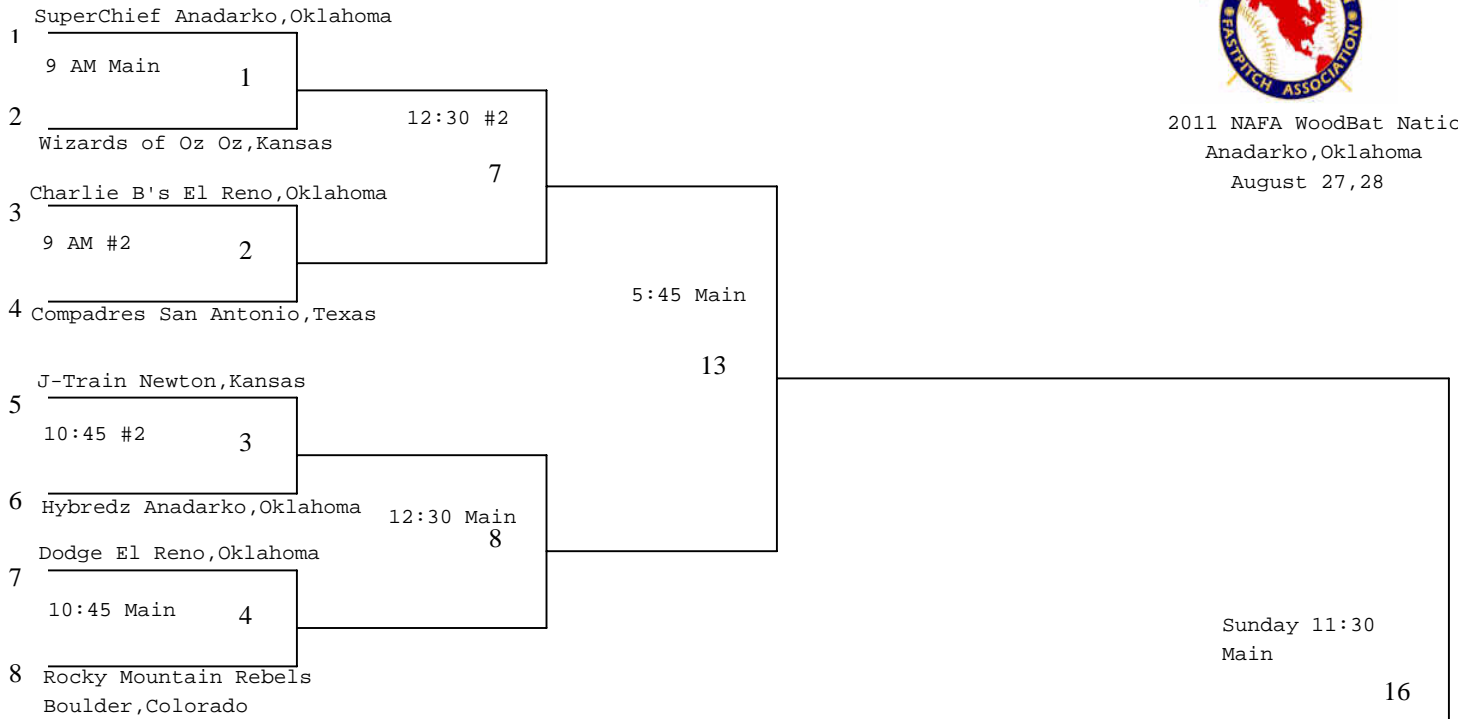 SuperChief Anadarko,Oklahoma
1
9 AM Main
1
2
Wizards of Oz Oz,Kansas
12:30 #2
7
Charlie B's El Reno,Oklahoma
3
9 AM #2
2
4
Compadres San Antonio,Texas
5:45 Main
13
J-Train Newton,Kansas
5
10:45 #2
3
6
Hybredz Anadarko,Oklahoma
12:30 Main
8
Dodge El Reno,Oklahoma
7
10:45 Main
4
8
Rocky Mountain Rebels
Boulder,Colorado
FASTPITCH ASSOCIATION
2011 NAFA WoodBat Natio
Anadarko,Oklahoma
August 27,28
Sunday 11:30
Main
16